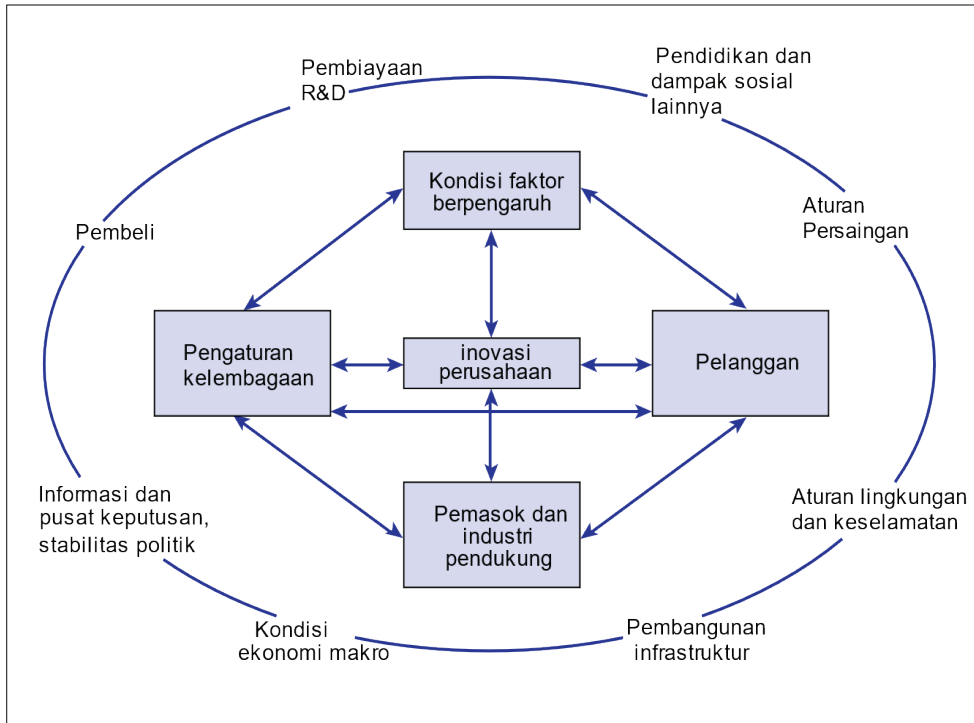 Pembiayaan
R&D
Pendidikan dan
dampak sosial
lainnya
Kondisi faktor
berpengaruh
Pembeli
Aturan
Persaingan
Pengaturan
kelembagaan
inovasi
perusahaan
Pelanggan
Informasi dan
pusat keputusan,
stabilitas politik
Pemasok dan
industri
pendukung
Aturan lingkungan
dan keselamatan
Kondisi
ekonomi makro
Pembangunan
infrastruktur